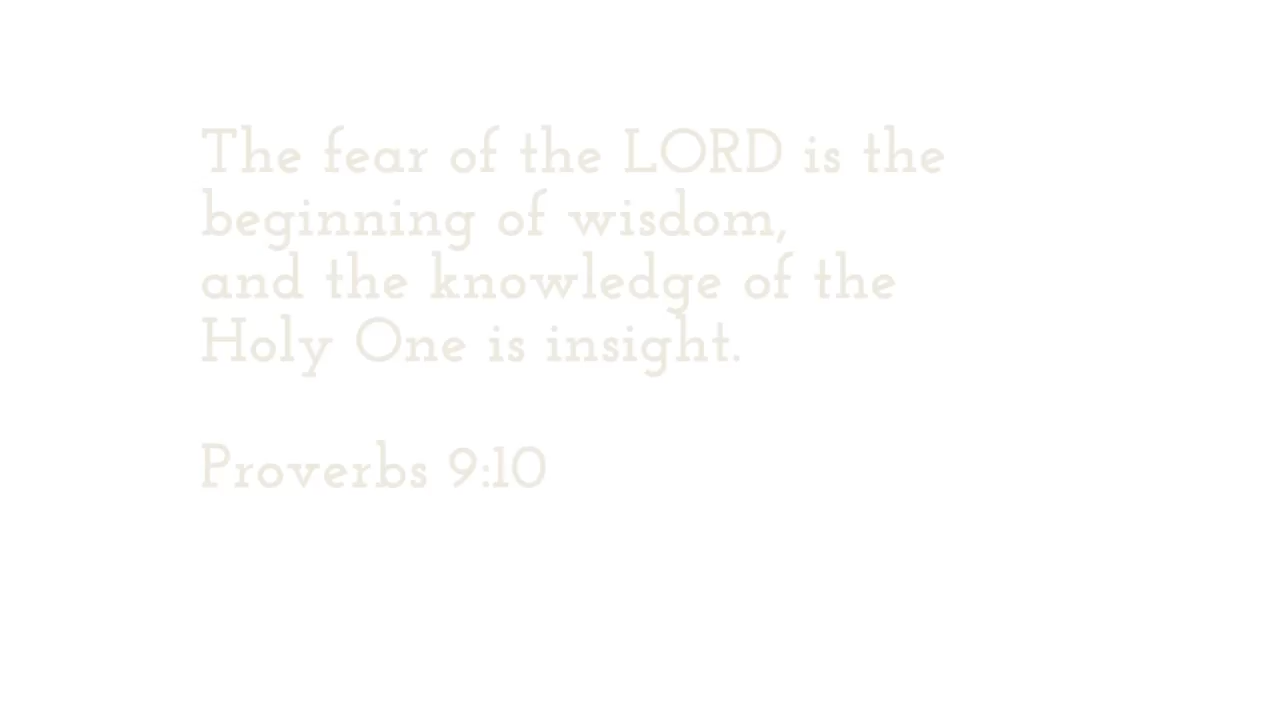 The fear of the LORD is the
beginning of wisdom,
and the knowledge of the
Holy One is insight.
Proverbs 9:10